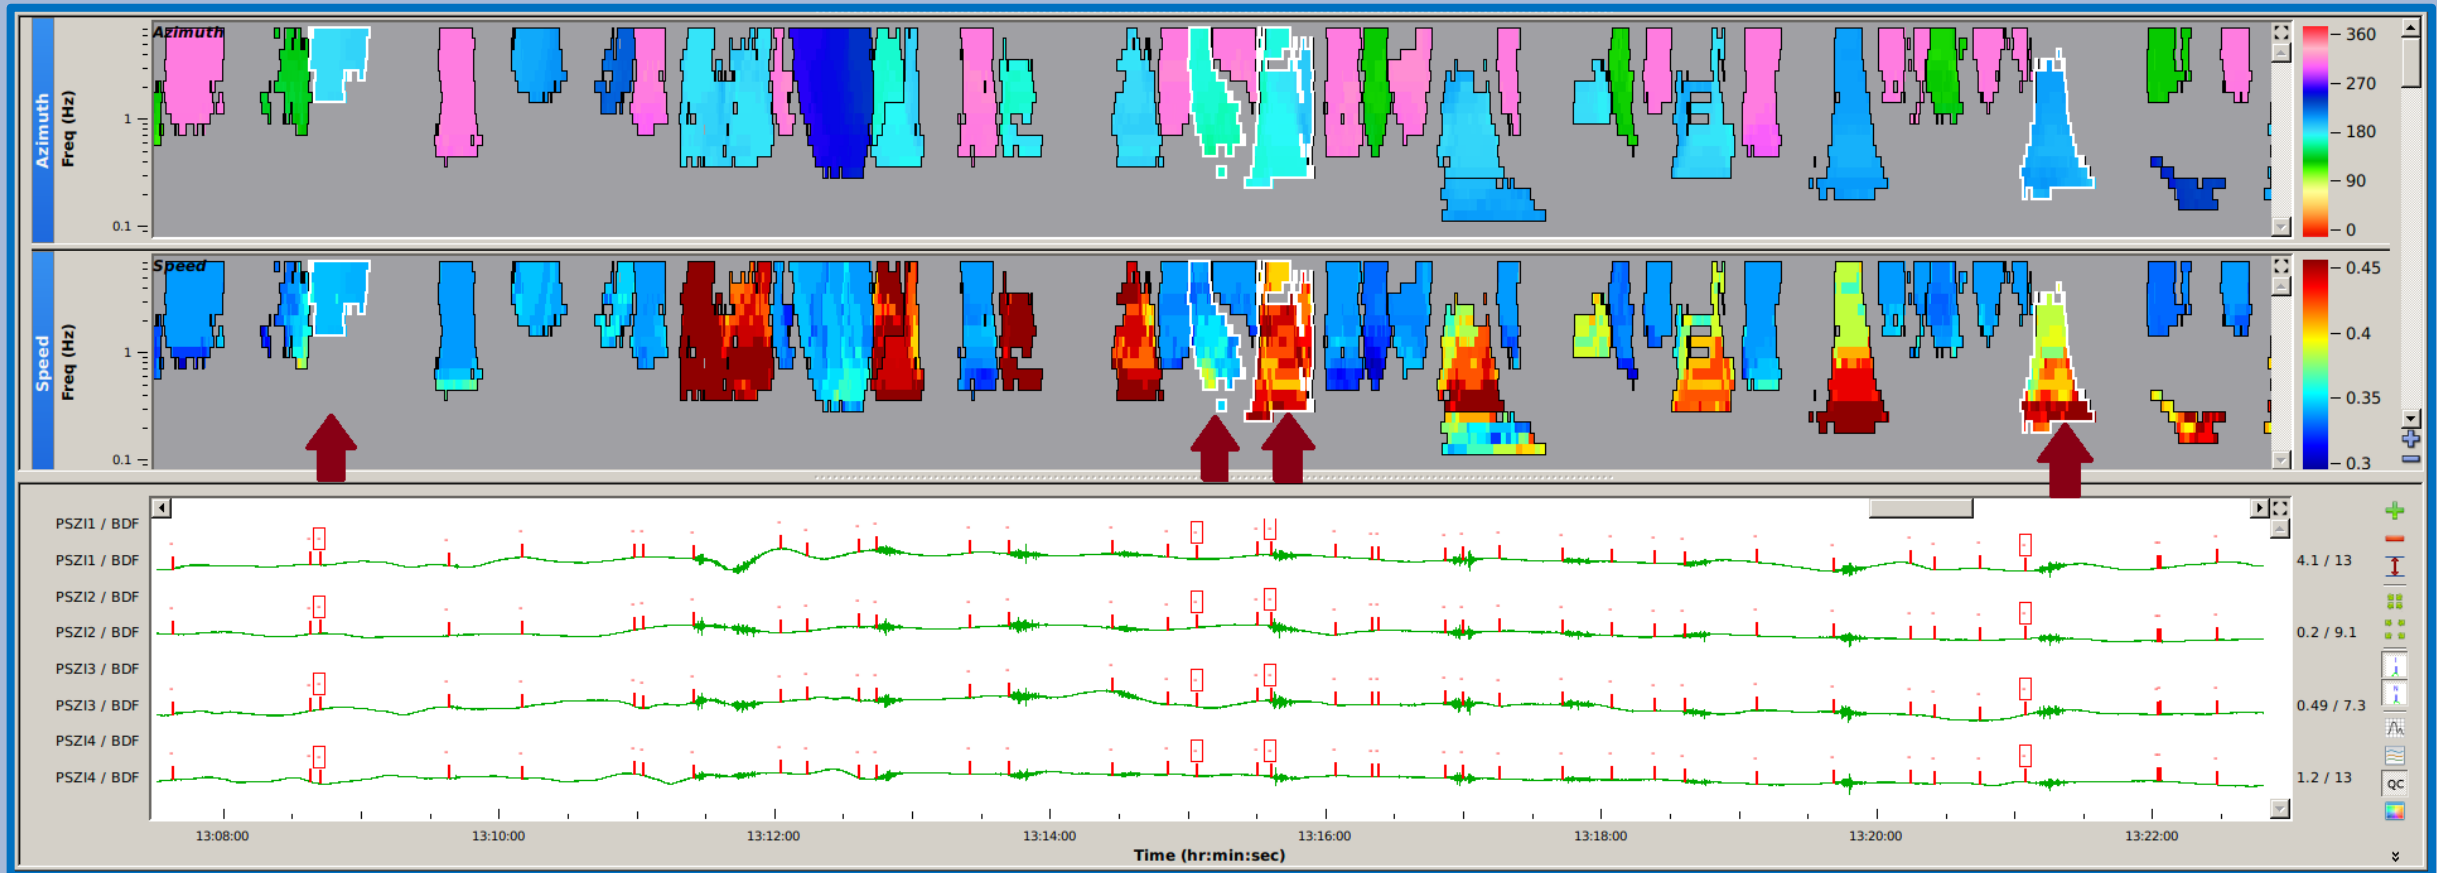 Azimuth
Azimuth
Freq (Hz)
1
0.1
360
270
180
90
0
Speed
Speed
Freq (Hz)
1
0.1
0.45
0.4
0.35
0.3
PSZI1 / BDF
PSZI1 / BDF
4.1 / 13
PSZI2 / BDF
PSZI2 / BDF
0.2 / 9.1
PSZI3 / BDF
PSZI3 / BDF
0.49 / 7.3
PSZI4 / BDF
PSZI4 / BDF
1.2 / 13
QC
13:08:00 13:10:00 13:12:00 13:14:00 13:16:00 13:18:00 13:20:00 13:22:00
Time (hr:min:sec)